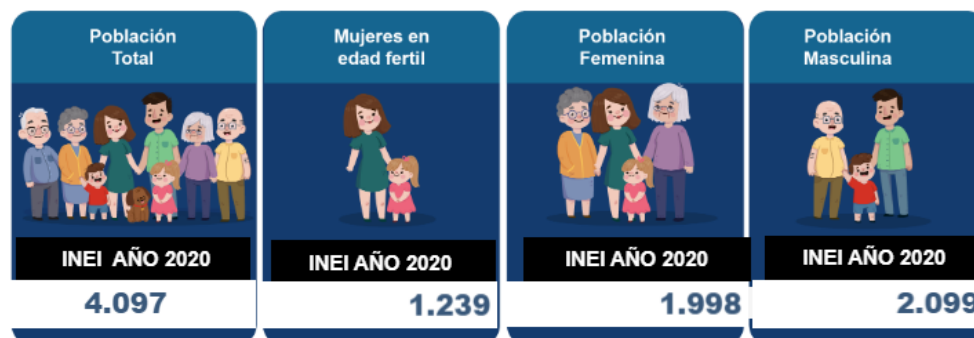 Población
Total
INEI AÑO 2020
4.097
Mujeres en
edad fertil
INEI AÑO 2020
1.239
Población
Femenina
INEI AÑO 2020
1.998
Población
Masculina
INEI AÑO 2020
2.099